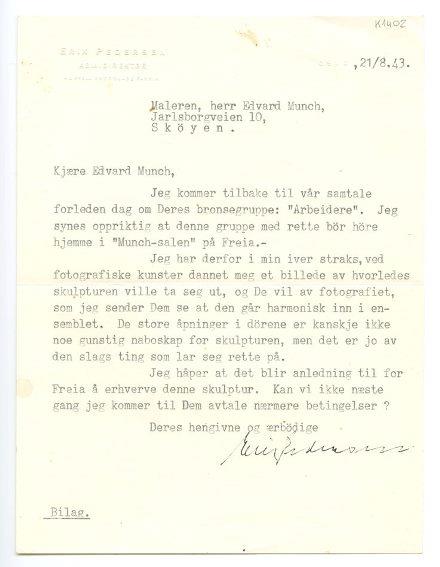 K1402
ERIK PEDERSEN
,21/8.43.
Maleren, herr Edvard Munch,
Jarlsborgveien 10,
Sköyen.
Kjære Edvard Munch,
Jeg kommer tilbake til vår samtale
forleden dag om Deres bronsegruppe: "Arbeidere". Jeg
synes oppriktig at denne gruppe med rette bör höre
hjemme i "Munch-salen" på Freia.-
Jeg har derfor i min iver straks, ved
fotografiske kunster dannet meg et billede av hvorledes
skulpturen ville ta seg ut, og De vil av fotografiet,
som jeg sender Dem se at den går harmonisk inn i en-
semblet. De store åpninger i dörene er kanskje ikke
noe gunstig naboskap for skulpturen, men det er jo av
den slags ting som lar seg rette på.
Jeg håper at det blir anledning til for
Freia å erhverve denne skulptur. Kan vi ikke næste
gang jeg kommer til Dem avtale nærmere betingelser ?
Deres hengivne og ærbödige
Bilag.